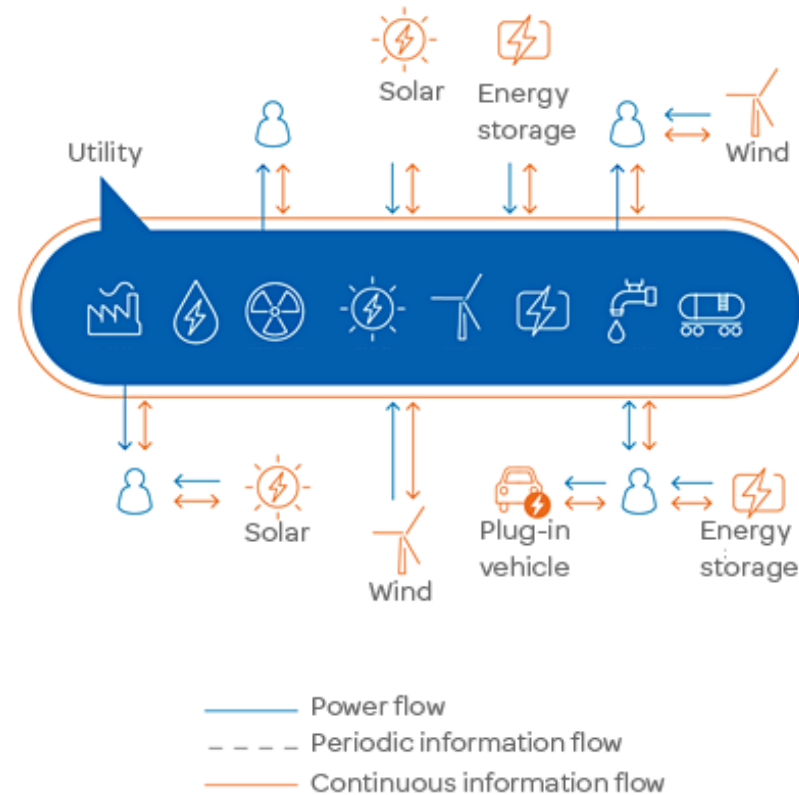 Solar
Energy
storage
Wind
Utility
Solar
Wind
Plug-in
vehicle
Energy
storage
Power flow
Periodic information flow
Continuous information flow